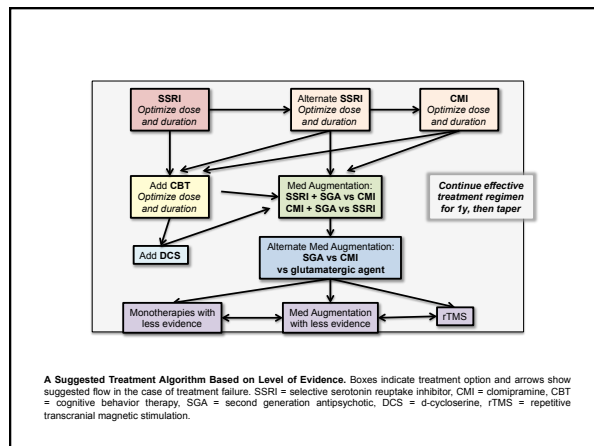 SSRI
Optimize dose
and duration
Alternate SSRI
Optimize dose
and duration
CMI
Optimize dose
and duration
Add CBT
Optimize dose
and duration
Med Augmentation:
SSRI + SGA vs CMI
CMI + SGA vs SSRI
Continue effective
treatment regimen
for 1y, then taper
Add DCS
Alternate Med Augmentation:
SGA vs CMI
vs glutamatergic agent
Monotherapies with
less evidence
Med Augmentation
with less evidence
rTMS
A Suggested Treatment Algorithm Based on Level of Evidence. Boxes indicate treatment option and arrows show
suggested flow in the case of treatment failure. SSRI = selective serotonin reuptake inhibitor, CMI = clomipramine, CBT
= cognitive behavior therapy, SGA = second generation antipsychotic, DCS = d-cycloserine, rTMS = repetitive
transcranial magnetic stimulation.